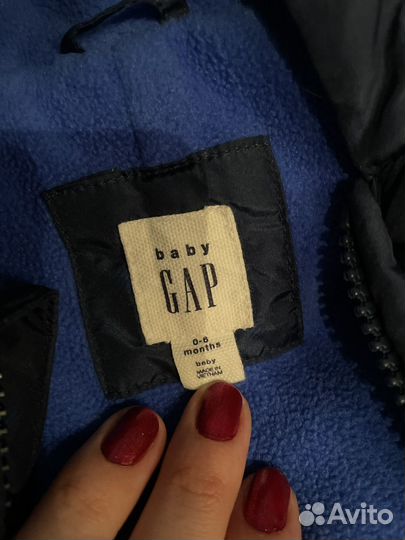 baby
GAP
0-6
months
baby
MADE IN
VIETNAM
Avito